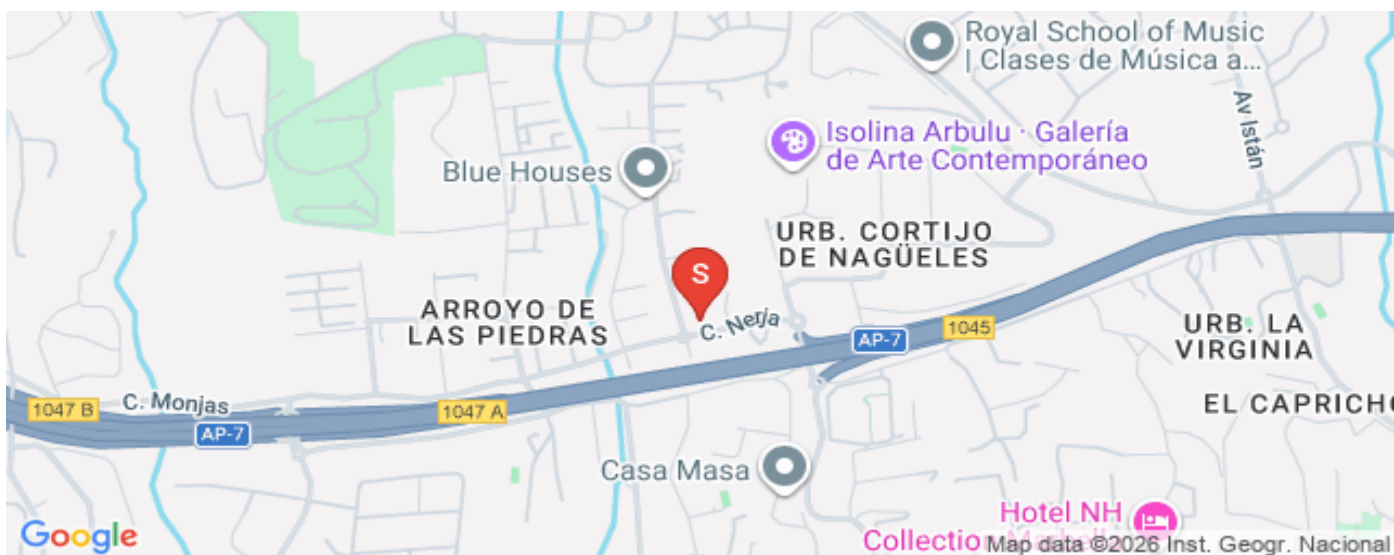 Royal School of Music
| Clases de Música a...
Av Istán
Isolina Arbulu · Galería
de Arte Contemporáneo
Blue Houses
URB. CORTIJO
DE NAGÜELES
S
ARROYO DE
LAS PIEDRAS
C. Nerja
AP-7
1045
URB. LA
VIRGINIA
1047 B
C. Monjas
1047 A
EL CAPRICHO
AP-7
Casa Masa
Hotel NH
Collection
Google
Map data ©2026 Inst. Geogr. Nacional